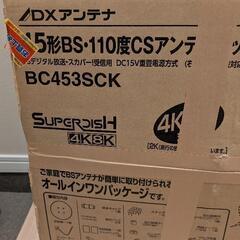 DXアンテナ
5形BS・110度CSアンテ
デジタル放送・スカパー!受信用 DC15V重畳電源方式
BC453SCK
SUPERDISH
4K8K
4K
ご家庭でBSアンテナが簡単に取り付けられる
オールインワンパッケージです。